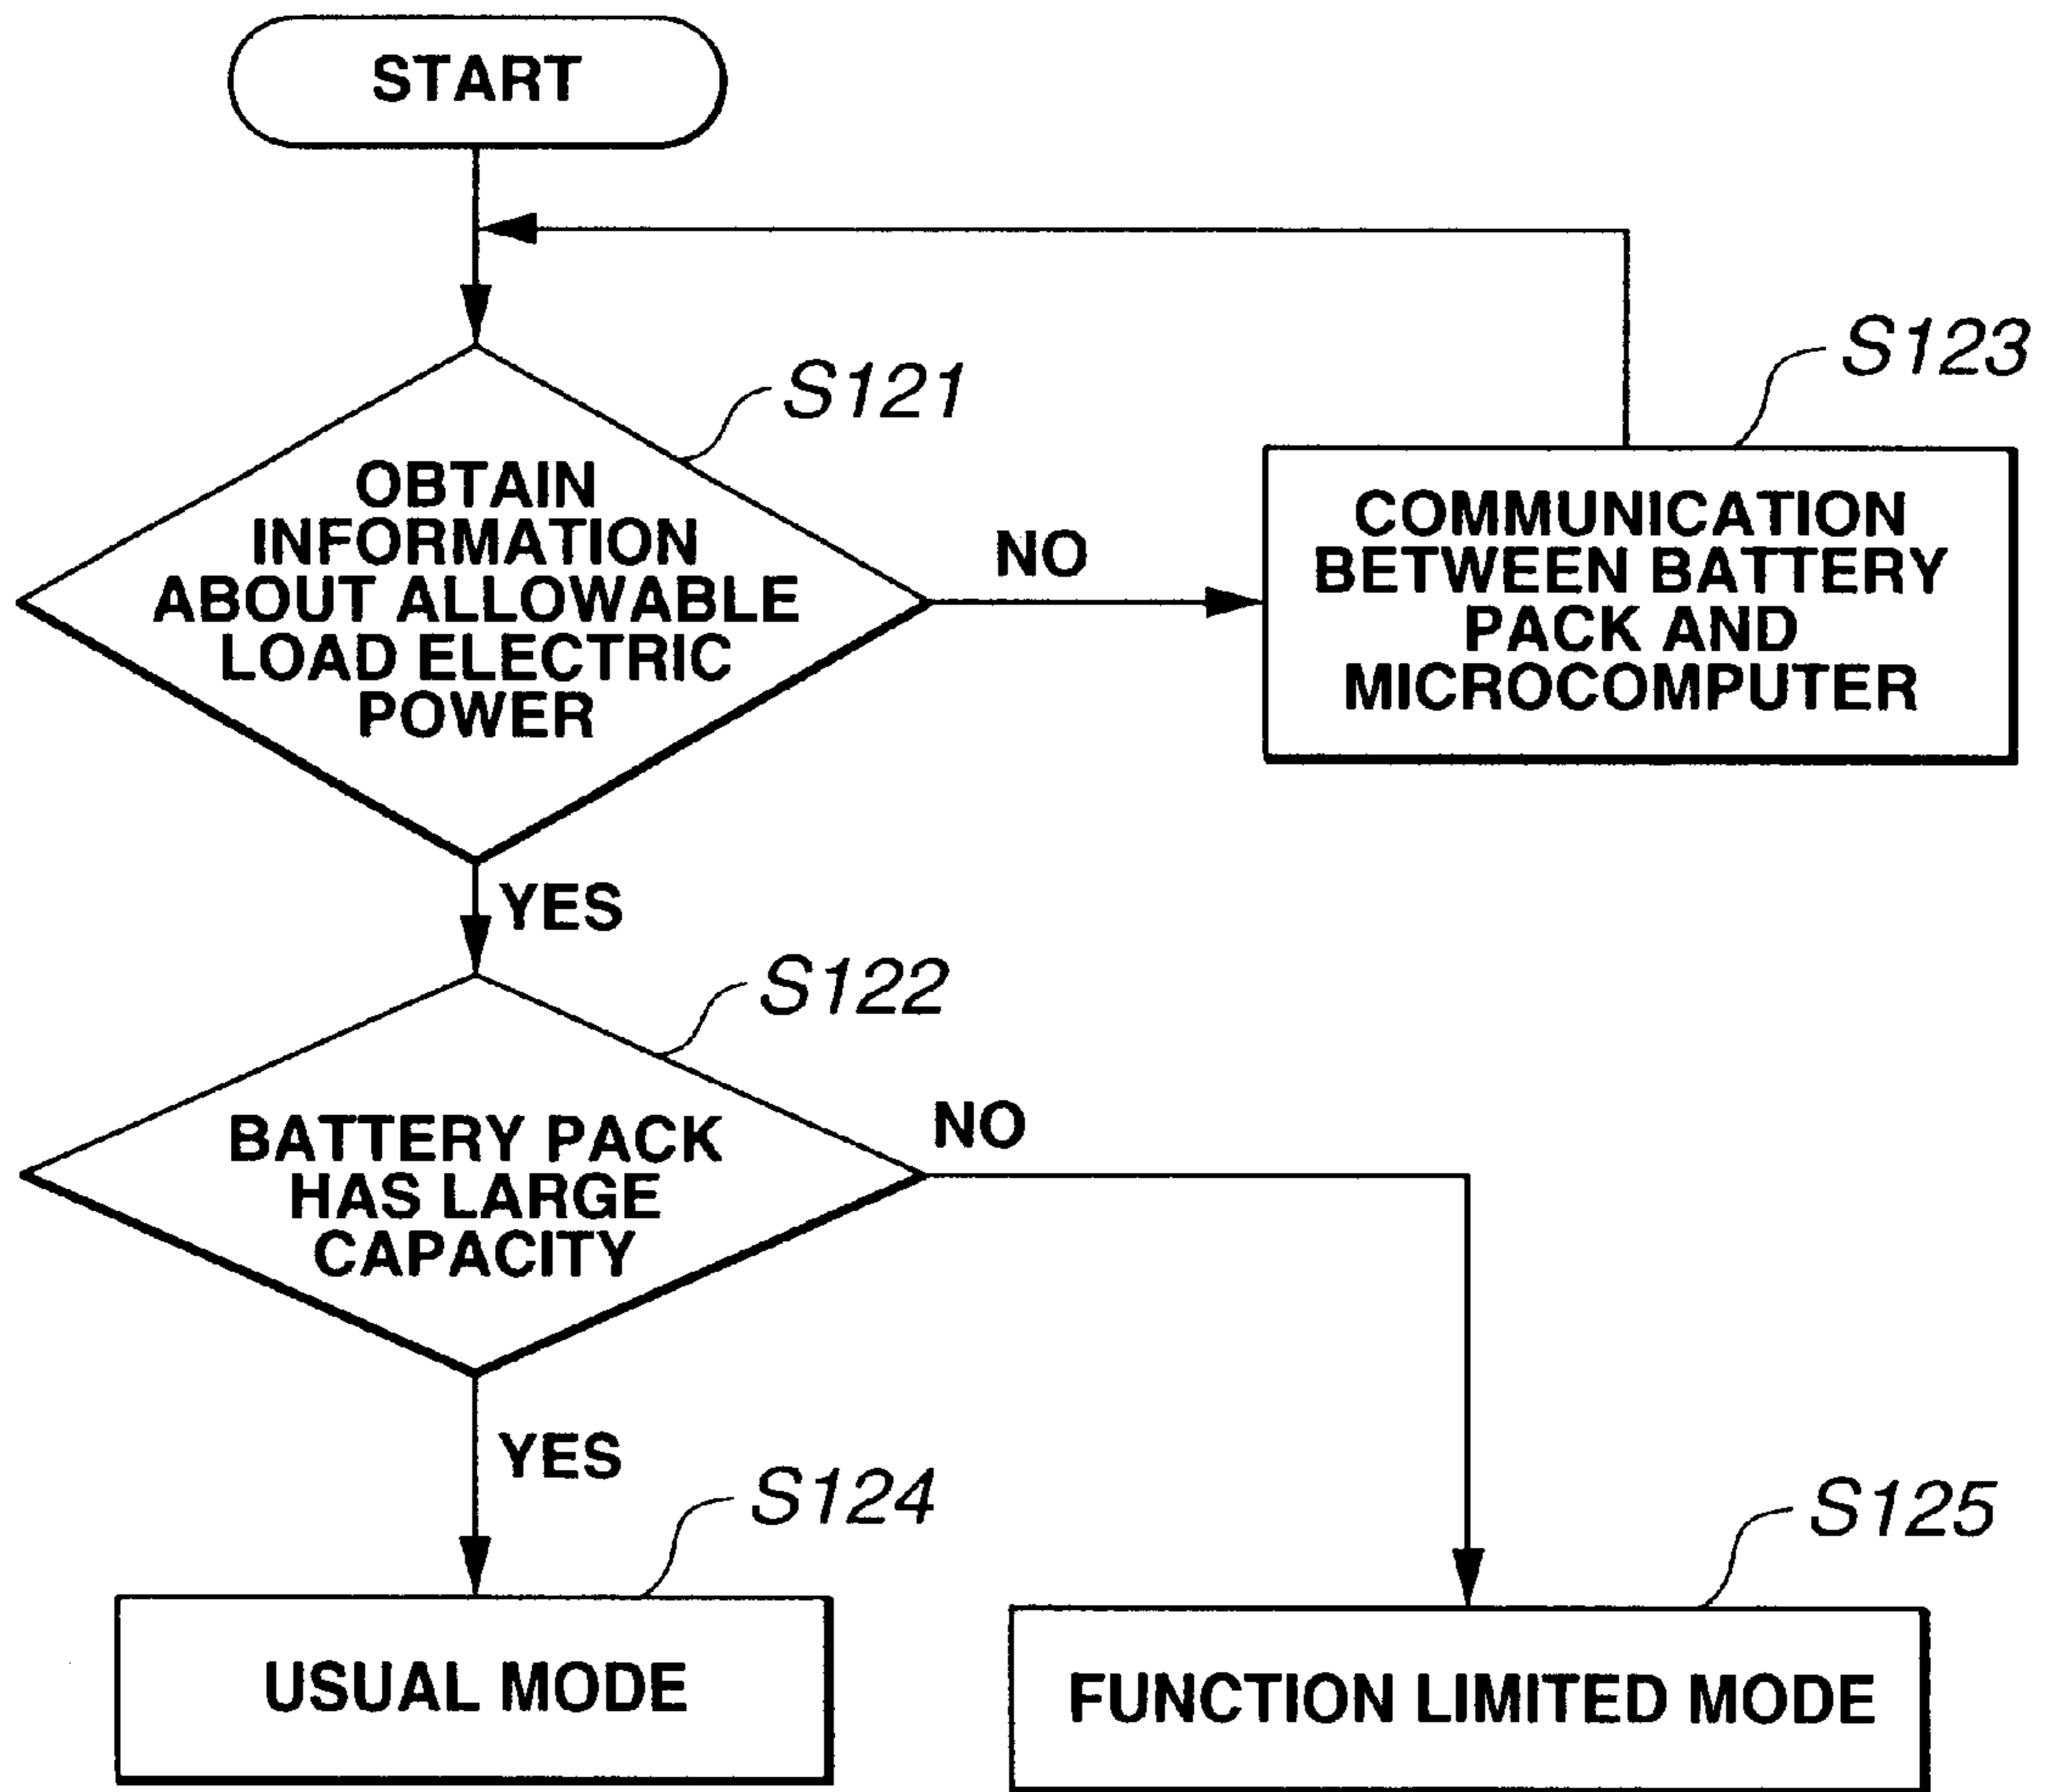 START
S121
OBTAIN
INFORMATION
ABOUT ALLOWABLE
LOAD ELECTRIC
POWER
NO
S123
COMMUNICATION
BETWEEN BATTERY
PACK AND
MICROCOMPUTER
YES
S122
BATTERY PACK
HAS LARGE
CAPACITY
NO
YES
S124
USUAL MODE
S125
FUNCTION LIMITED MODE